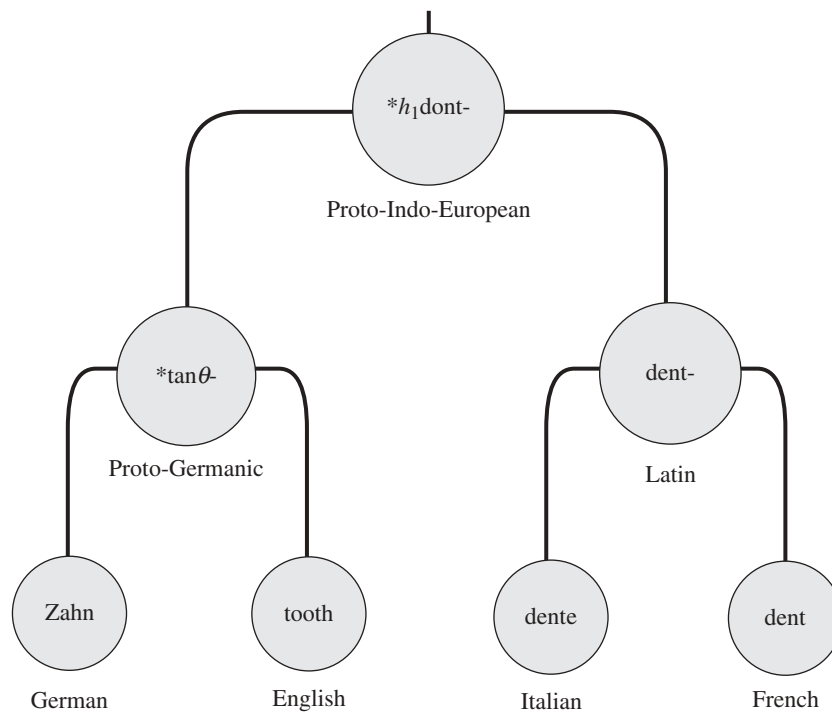 *h₁dont-
Proto-Indo-European
*tanθ-
Proto-Germanic
dent-
Latin
Zahn
German
tooth
English
dente
Italian
dent
French